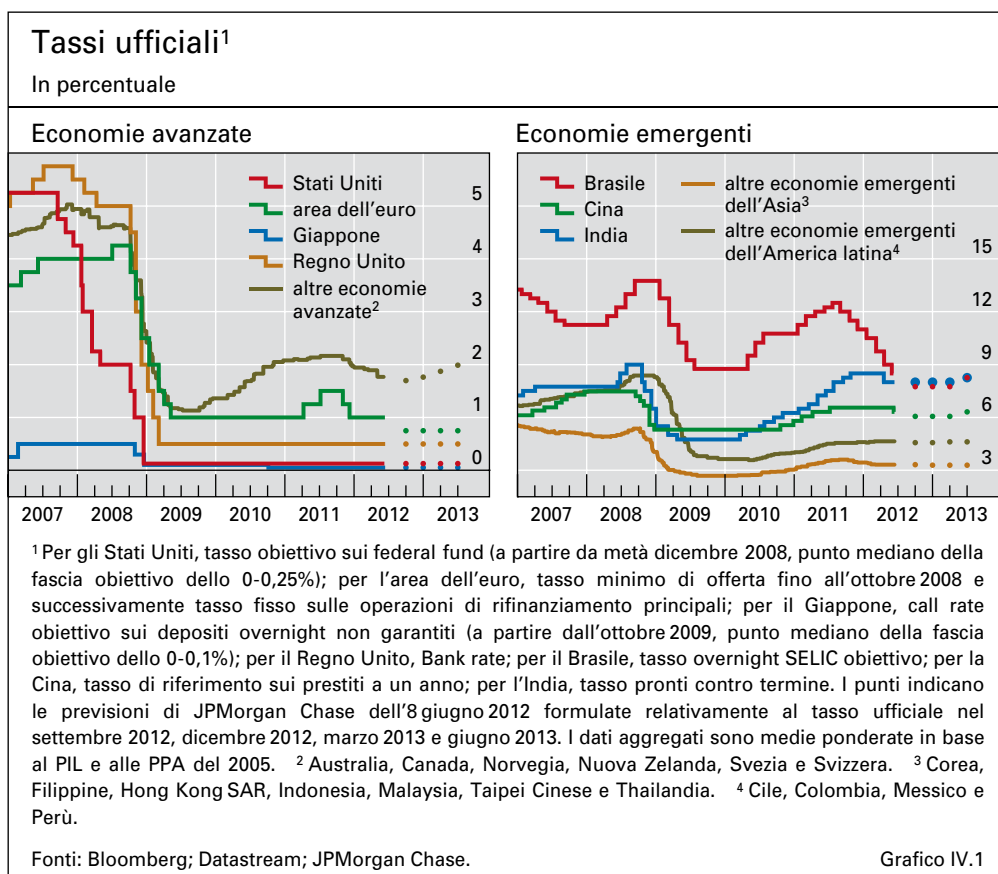 Tassi ufficiali¹
In percentuale
Economie avanzate
Stati Uniti
area dell'euro
Giappone
Regno Unito
altre economie
avanzate²
5
4
3
2
1
0
2007 2008 2009 2010 2011 2012 2013
Economie emergenti
Brasile
Cina
India
altre economie emergenti
dell'Asia³
altre economie emergenti
dell'America latina⁴
15
12
9
6
3
2007 2008 2009 2010 2011 2012 2013
¹ Per gli Stati Uniti, tasso obiettivo sui federal fund (a partire da metà dicembre 2008, punto mediano della
fascia obiettivo dello 0-0,25%); per l'area dell'euro, tasso minimo di offerta fino all'ottobre 2008 e
successivamente tasso fisso sulle operazioni di rifinanziamento principali; per il Giappone, call rate
obiettivo sui depositi overnight non garantiti (a partire dall'ottobre 2009, punto mediano della fascia
obiettivo dello 0-0,1%); per il Regno Unito, Bank rate; per il Brasile, tasso overnight SELIC obiettivo; per la
Cina, tasso di riferimento sui prestiti a un anno; per l'India, tasso pronti contro termine. I punti indicano
le previsioni di JPMorgan Chase dell'8 giugno 2012 formulate relativamente al tasso ufficiale nel
settembre 2012, dicembre 2012, marzo 2013 e giugno 2013. I dati aggregati sono medie ponderate in base
al PIL e alle PPA del 2005. ² Australia, Canada, Norvegia, Nuova Zelanda, Svezia e Svizzera. ³ Corea,
Filippine, Hong Kong SAR, Indonesia, Malaysia, Taipei Cinese e Thailandia. ⁴ Cile, Colombia, Messico e
Perù.
Fonti: Bloomberg; Datastream; JPMorgan Chase. Grafico IV.1